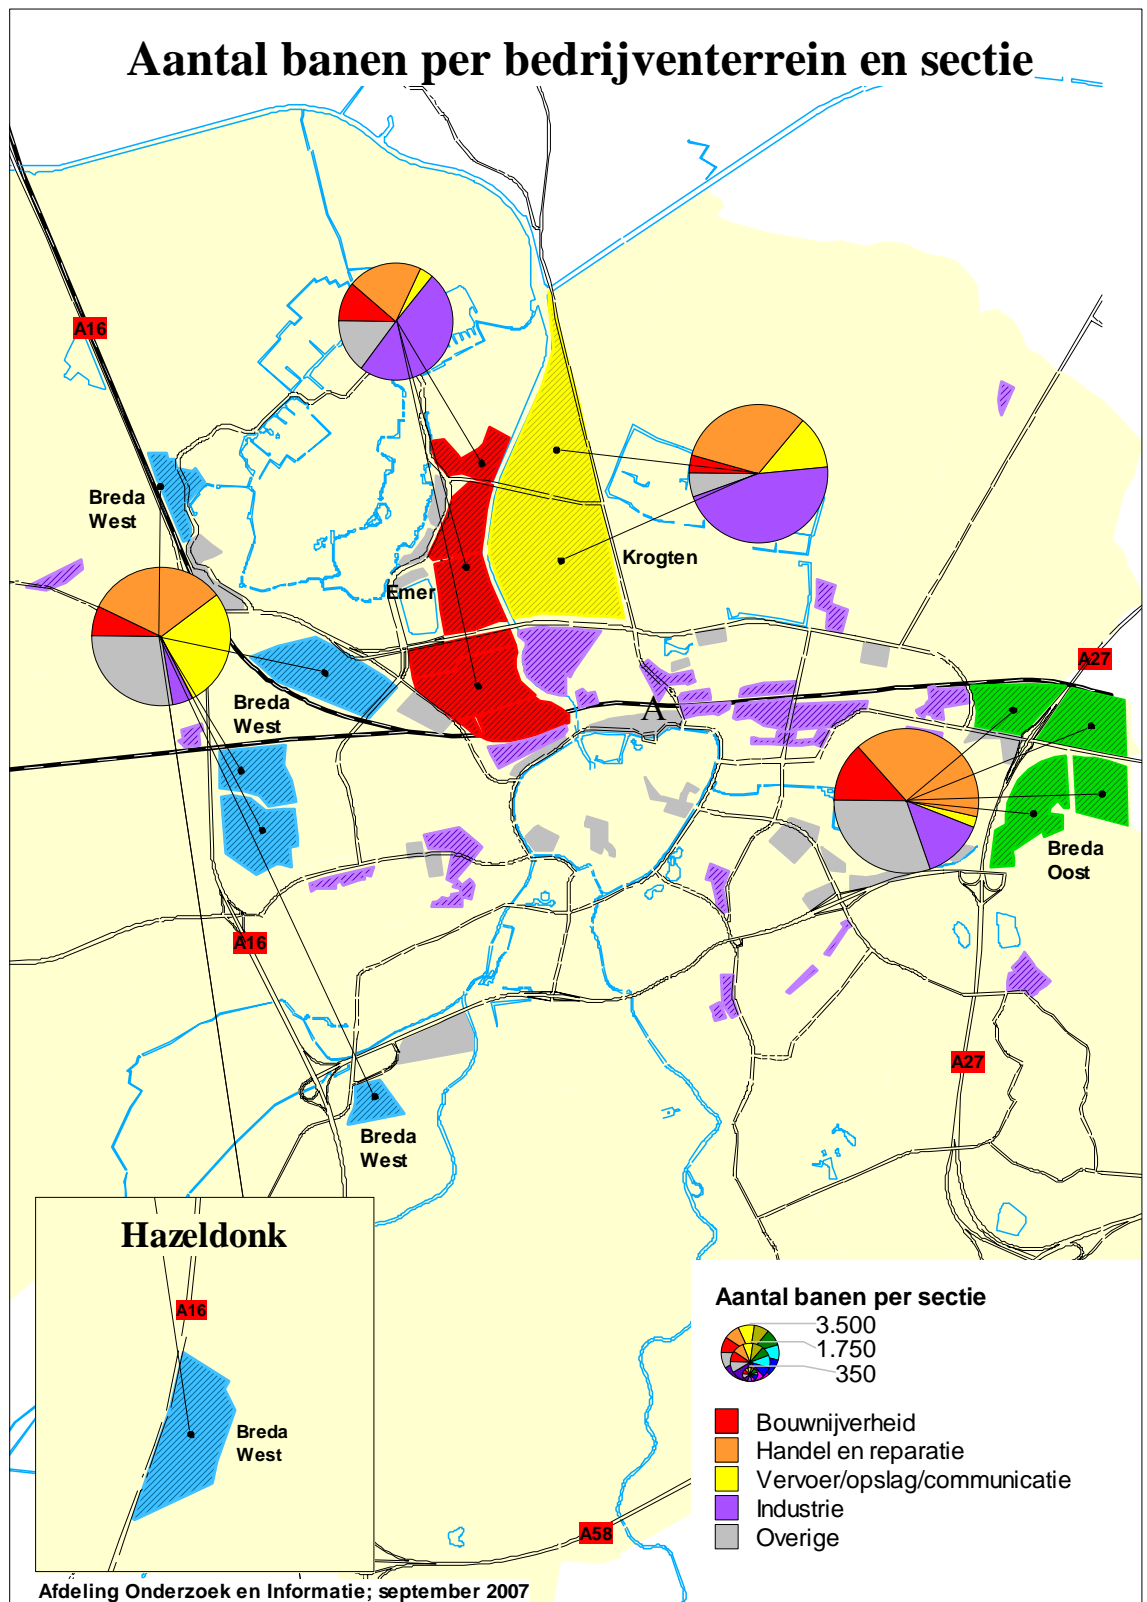 Aantal banen per bedrijventerrein en sectie
A16
Breda
West
Krogten
Emer
A27
Breda
West
A
Breda
Oost
A16
A27
Breda
West
Hazeldonk
A16
Breda
West
Aantal banen per sectie
3.500
1.750
350
Bouwnijverheid
Handel en reparatie
Vervoer/opslag/communicatie
Industrie
Overige
A58
Afdeling Onderzoek en Informatie; september 2007